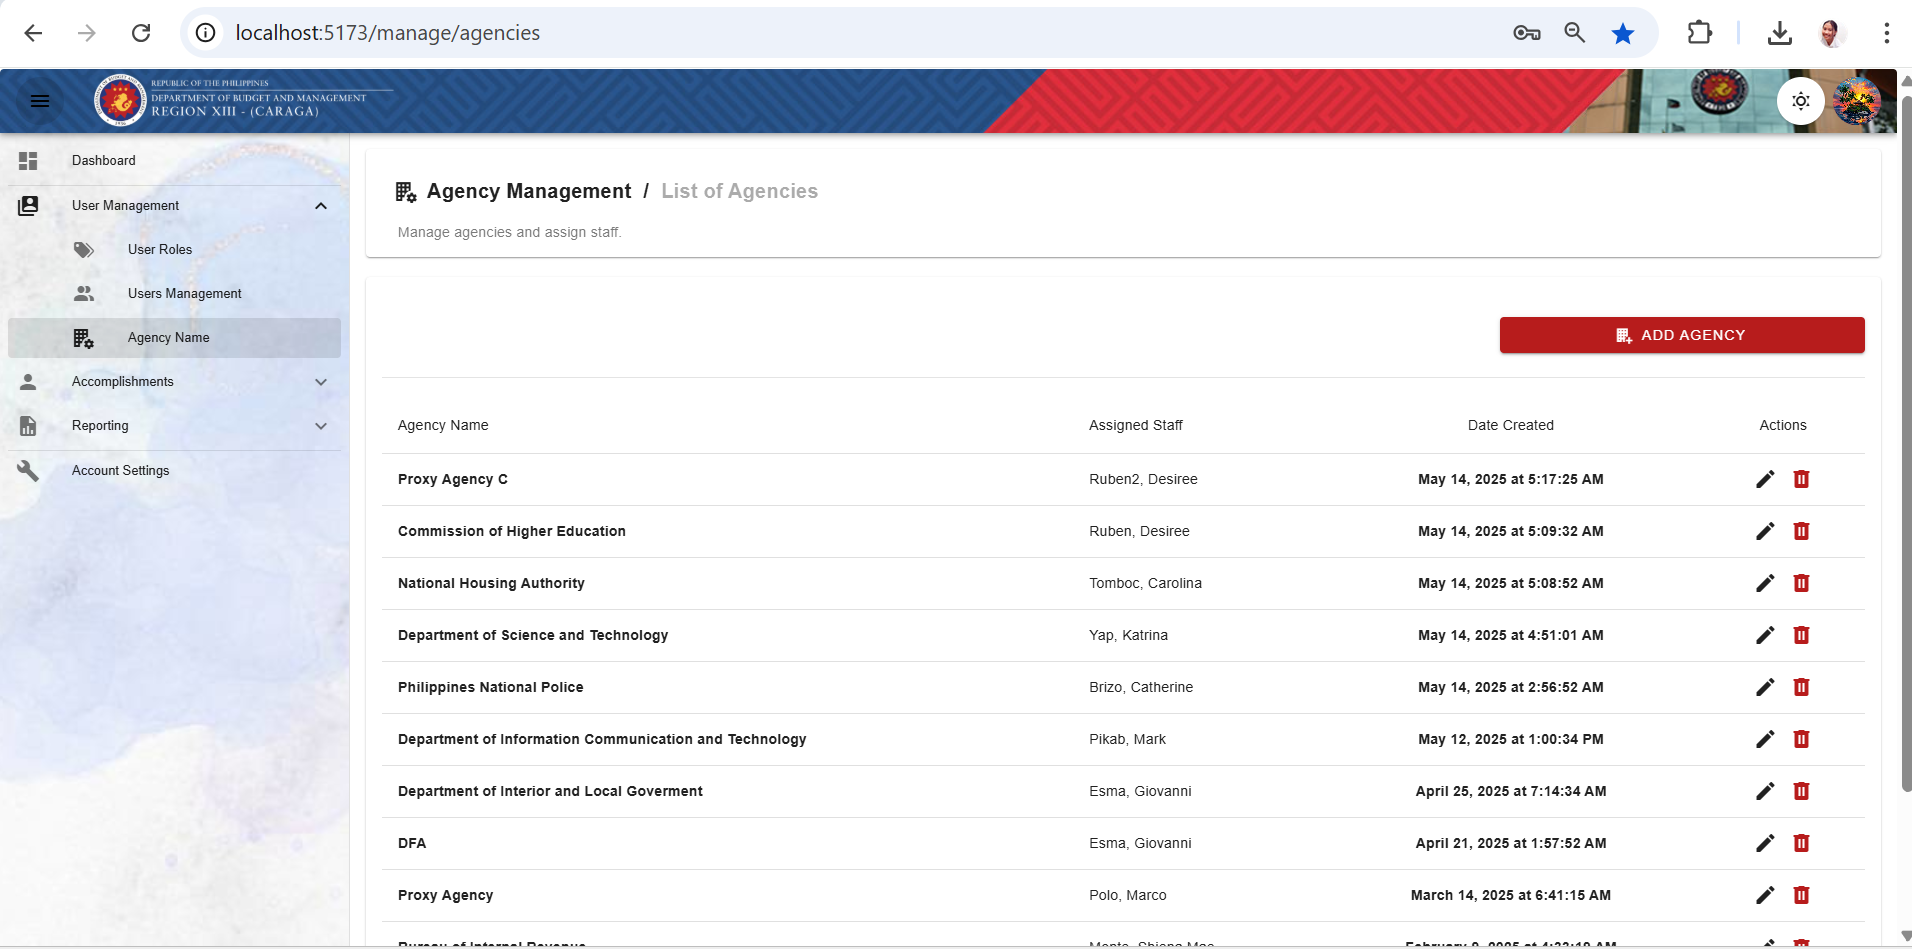 localhost:5173/manage/agencies
REPUBLIC OF THE PHILIPPINES
DEPARTMENT OF BUDGET AND MANAGEMENT
REGION XIII - (CARAGA)
Dashboard
User Management
User Roles
Users Management
Agency Name
Accomplishments
Reporting
Account Settings
Agency Management / List of Agencies
Manage agencies and assign staff.
ADD AGENCY
Agency Name Assigned Staff Date Created Actions
Proxy Agency C Ruben2, Desiree May 14, 2025 at 5:17:25 AM
Commission of Higher Education Ruben, Desiree May 14, 2025 at 5:09:32 AM
National Housing Authority Tomboc, Carolina May 14, 2025 at 5:08:52 AM
Department of Science and Technology Yap, Katrina May 14, 2025 at 4:51:01 AM
Philippines National Police Brizo, Catherine May 14, 2025 at 2:56:52 AM
Department of Information Communication and Technology Pikab, Mark May 12, 2025 at 1:00:34 PM
Department of Interior and Local Goverment Esma, Giovanni April 25, 2025 at 7:14:34 AM
DFA Esma, Giovanni April 21, 2025 at 1:57:52 AM
Proxy Agency Polo, Marco March 14, 2025 at 6:41:15 AM
Bureau of Internal Revenue